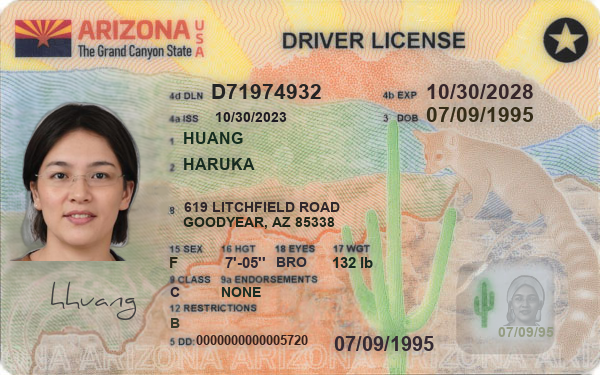 ARIZONA USA
The Grand Canyon State
DRIVER LICENSE
4d DLN D71974932 4b EXP 10/30/2028
4a ISS 10/30/2023 3 DOB 07/09/1995
1 HUANG
2 HARUKA
8 619 LITCHFIELD ROAD
GOODYEAR, AZ 85338
15 SEX 16 HGT 18 EYES 17 WGT
F 7'-05" BRO 132 lb
9 CLASS 9a ENDORSEMENTS
C NONE
12 RESTRICTIONS
B
5 DD: 0000000000005720 07/09/1995
hhuang
07/09/95
ONA ARIZONA ARIZONA ARIZONA ARIZONA